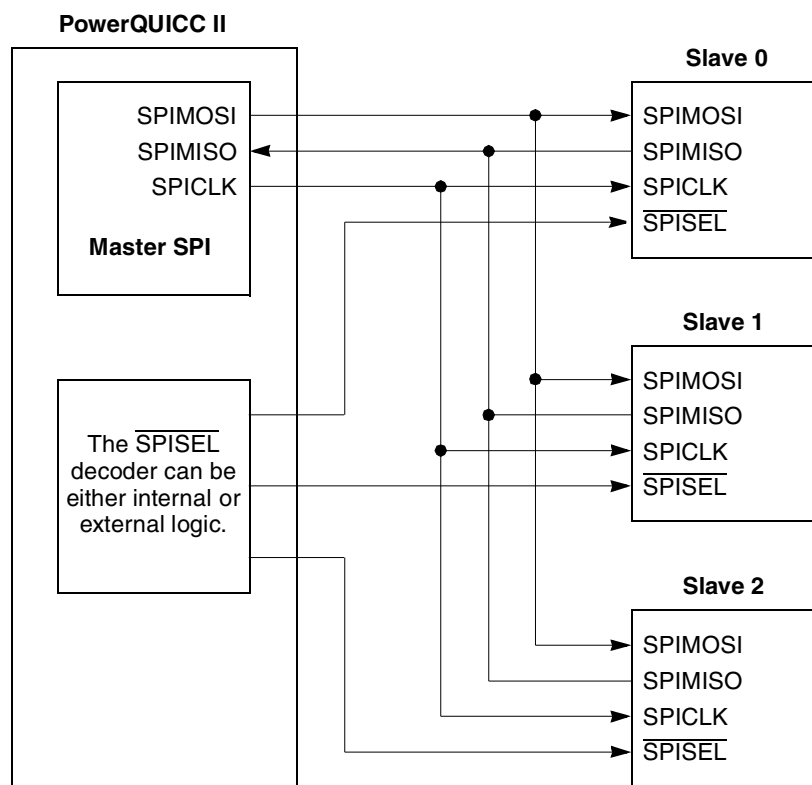 PowerQUICC II
SPIMOSI
SPIMISO
SPICLK
Master SPI
The SPISEL
decoder can be
either internal or
external logic.
Slave 0
SPIMOSI
SPIMISO
SPICLK
SPISEL
Slave 1
SPIMOSI
SPIMISO
SPICLK
SPISEL
Slave 2
SPIMOSI
SPIMISO
SPICLK
SPISEL